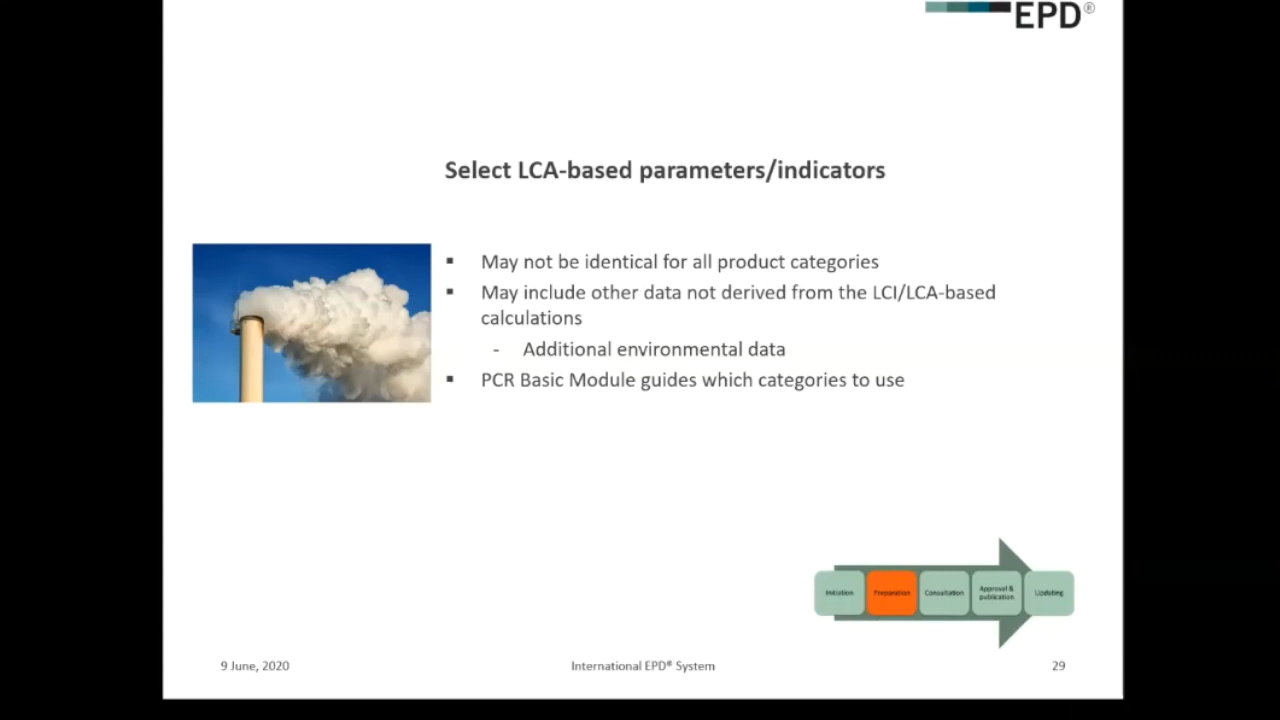 EPD®
Select LCA-based parameters/indicators
▪ May not be identical for all product categories
▪ May include other data not derived from the LCI/LCA-based
calculations
- Additional environmental data
▪ PCR Basic Module guides which categories to use
Initiation
Preparation
Consultation
Approval &
publication
Updating
9 June, 2020
International EPD® System
29